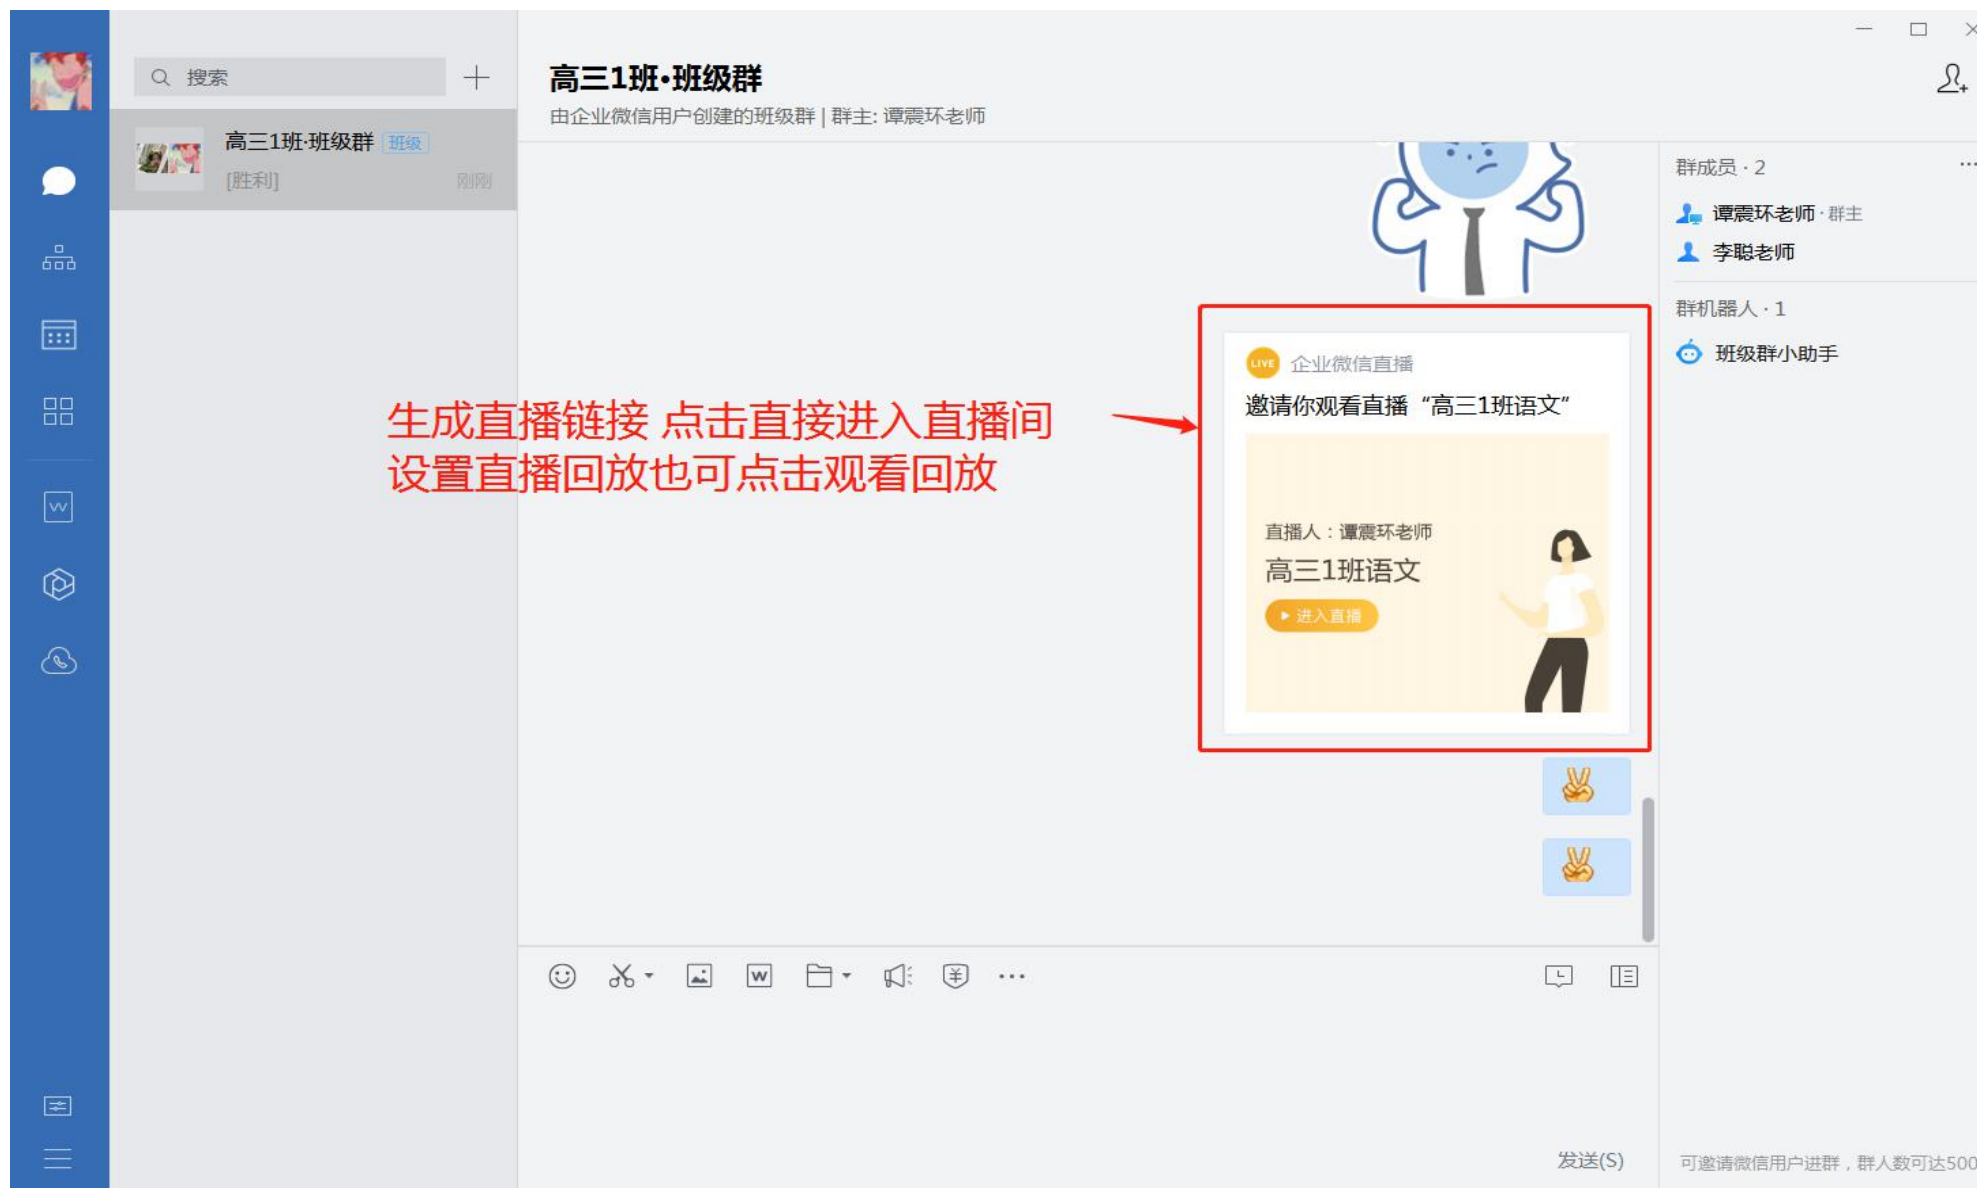 搜索
高三1班·班级群 班级
[胜利] 刚刚
高三1班·班级群
由企业微信用户创建的班级群 | 群主: 谭震环老师
生成直播链接 点击直接进入直播间
设置直播回放也可点击观看回放
LIVE 企业微信直播
邀请你观看直播“高三1班语文”
直播人：谭震环老师
高三1班语文
进入直播
发送(S)
群成员 · 2
谭震环老师 · 群主
李聪老师
群机器人 · 1
班级群小助手
可邀请微信用户进群，群人数可达500